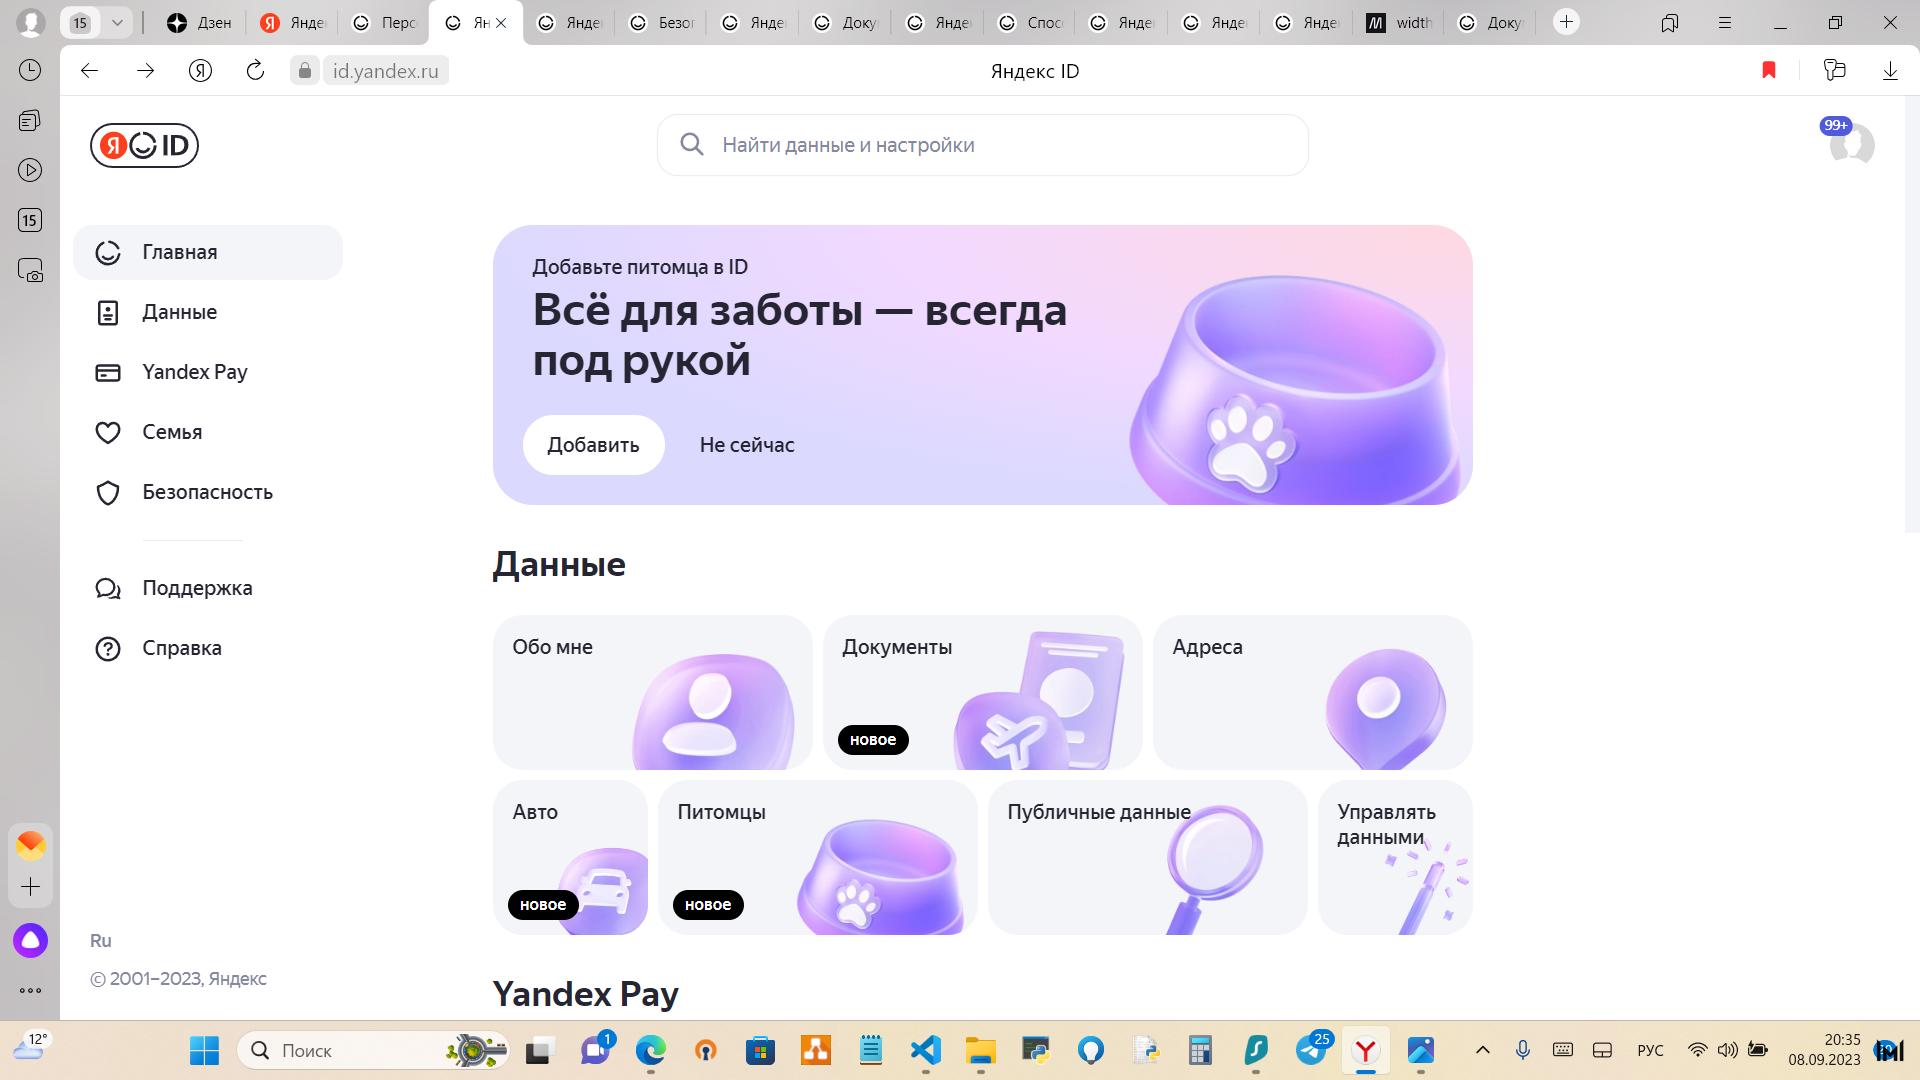 15
Дзен
Янде
Перс
Ян
Янде
Безоп
Янде
Доку
Янде
Спос
Янде
Янде
Янде
width
Доку
id.yandex.ru
Яндекс ID
15
Я ID
Найти данные и настройки
99+
Главная
Данные
Yandex Pay
Семья
Безопасность
Поддержка
Справка
Ru
© 2001–2023, Яндекс
Добавьте питомца в ID
Всё для заботы — всегда
под рукой
Добавить
Не сейчас
Данные
Обо мне
Документы
новое
Адреса
Авто
новое
Питомцы
новое
Публичные данные
Управлять
данными
Yandex Pay
12°
Поиск
1
25
РУС
20:35
08.09.2023